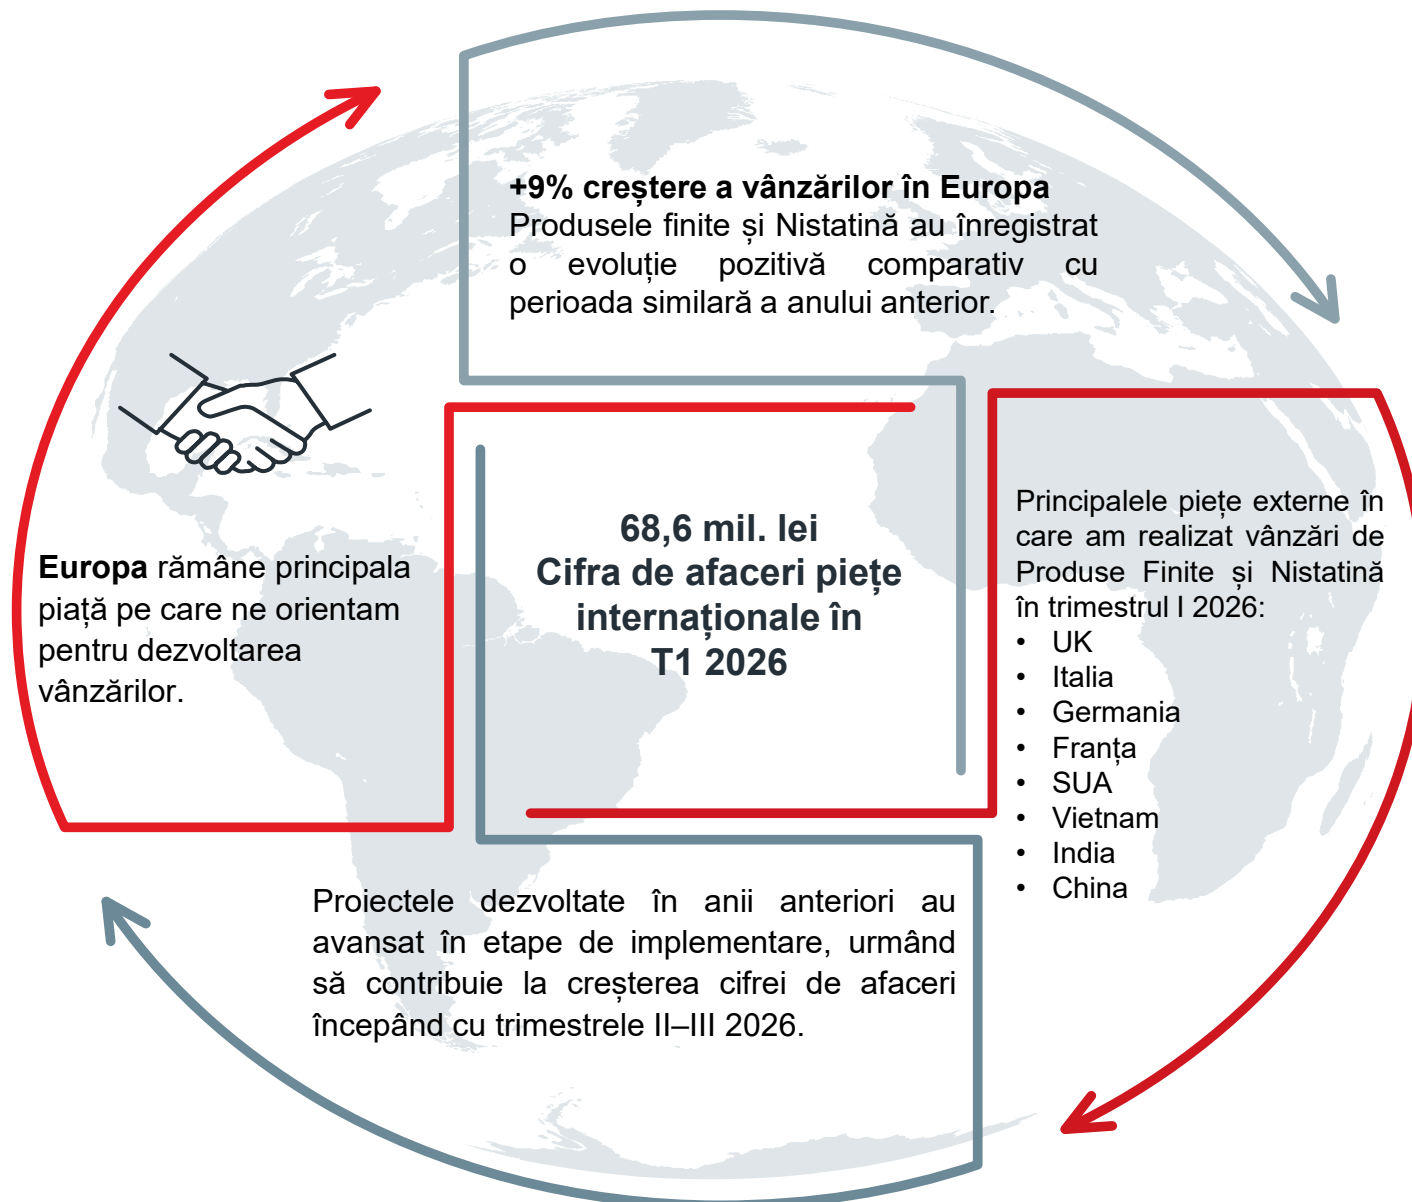 +9% creștere a vânzărilor în Europa
Produsele finite și Nistatină au înregistrat
o evoluție pozitivă comparativ cu
perioada similară a anului anterior.
Europa rămâne principala
piață pe care ne orientam
pentru dezvoltarea
vânzărilor.
68,6 mil. lei
Cifra de afaceri piețe
internaționale în
T1 2026
Principalele piețe externe în
care am realizat vânzări de
Produse Finite și Nistatină
în trimestrul I 2026:
• UK
• Italia
• Germania
• Franța
• SUA
• Vietnam
• India
• China
Proiectele dezvoltate în anii anteriori au
avansat în etape de implementare, urmând
să contribuie la creșterea cifrei de afaceri
începând cu trimestrele II–III 2026.